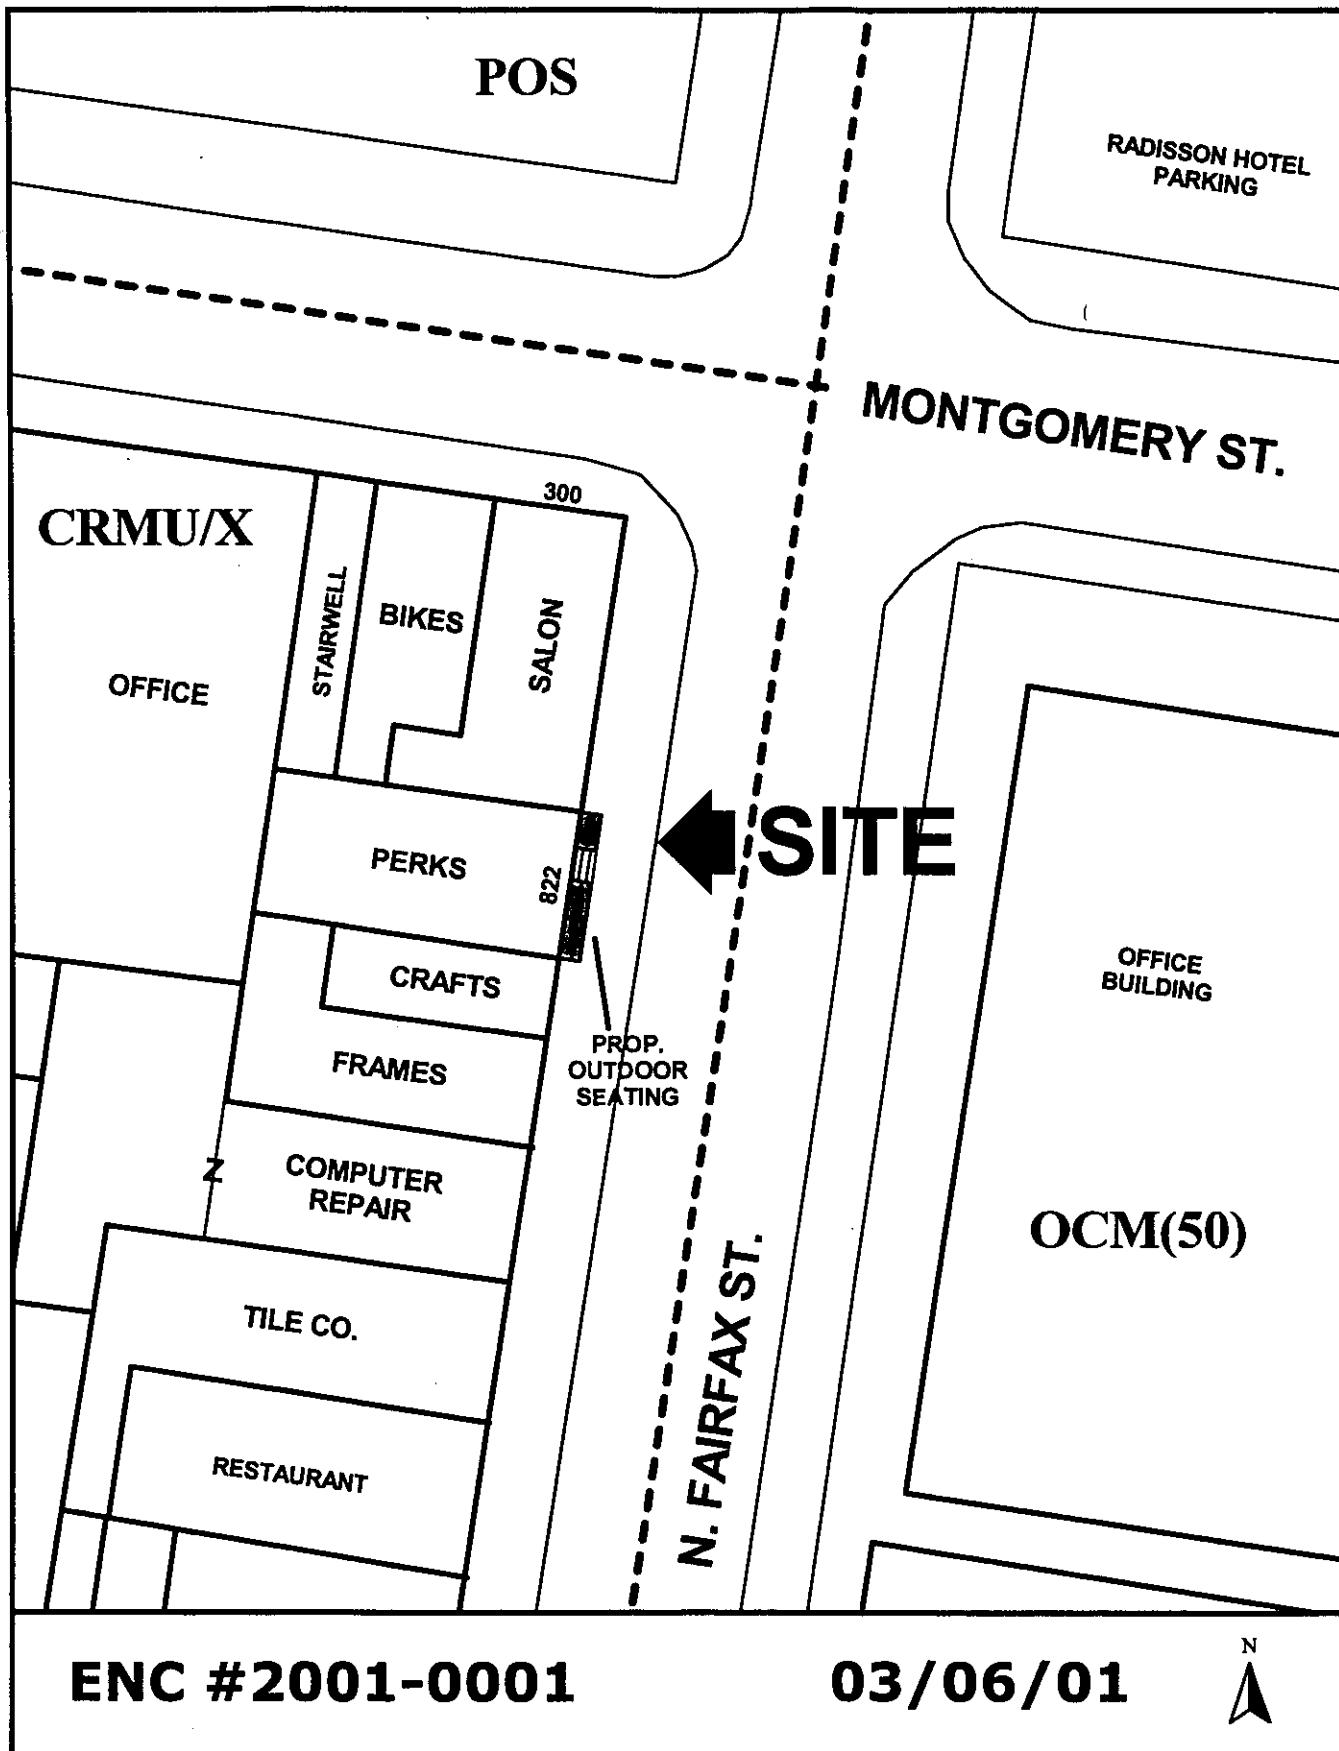 POS
RADISSON HOTEL
PARKING
MONTGOMERY ST.
300
CRMU/X
STAIRWELL
BIKES
SALON
OFFICE
SITE
PERKS
822
CRAFTS
OFFICE
BUILDING
PROP.
OUTDOOR
SEATING
FRAMES
Z
COMPUTER
REPAIR
OCM(50)
N. FAIRFAX ST.
TILE CO.
RESTAURANT
ENC #2001-0001
03/06/01
N